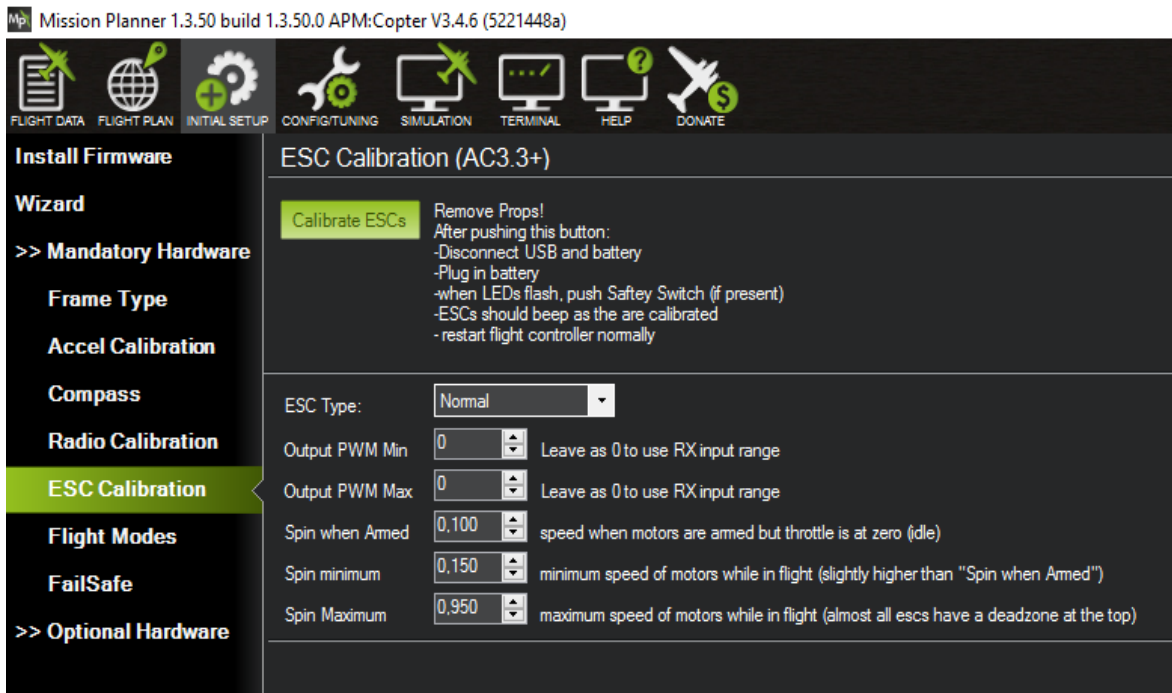 Mission Planner 1.3.50 build 1.3.50.0 APM:Copter V3.4.6 (5221448a)
FLIGHT DATA FLIGHT PLAN INITIAL SETUP CONFIG/TUNING SIMULATION TERMINAL HELP DONATE
Install Firmware
Wizard
>> Mandatory Hardware
Frame Type
Accel Calibration
Compass
Radio Calibration
ESC Calibration
Flight Modes
FailSafe
>> Optional Hardware
ESC Calibration (AC3.3+)
Calibrate ESCs
Remove Props!
After pushing this button:
-Disconnect USB and battery
-Plug in battery
-when LEDs flash, push Saftey Switch (if present)
-ESCs should beep as the are calibrated
- restart flight controller normally
ESC Type: Normal
Output PWM Min 0 Leave as 0 to use RX input range
Output PWM Max 0 Leave as 0 to use RX input range
Spin when Armed 0,100 speed when motors are armed but throttle is at zero (idle)
Spin minimum 0,150 minimum speed of motors while in flight (slightly higher than "Spin when Armed")
Spin Maximum 0,950 maximum speed of motors while in flight (almost all escs have a deadzone at the top)